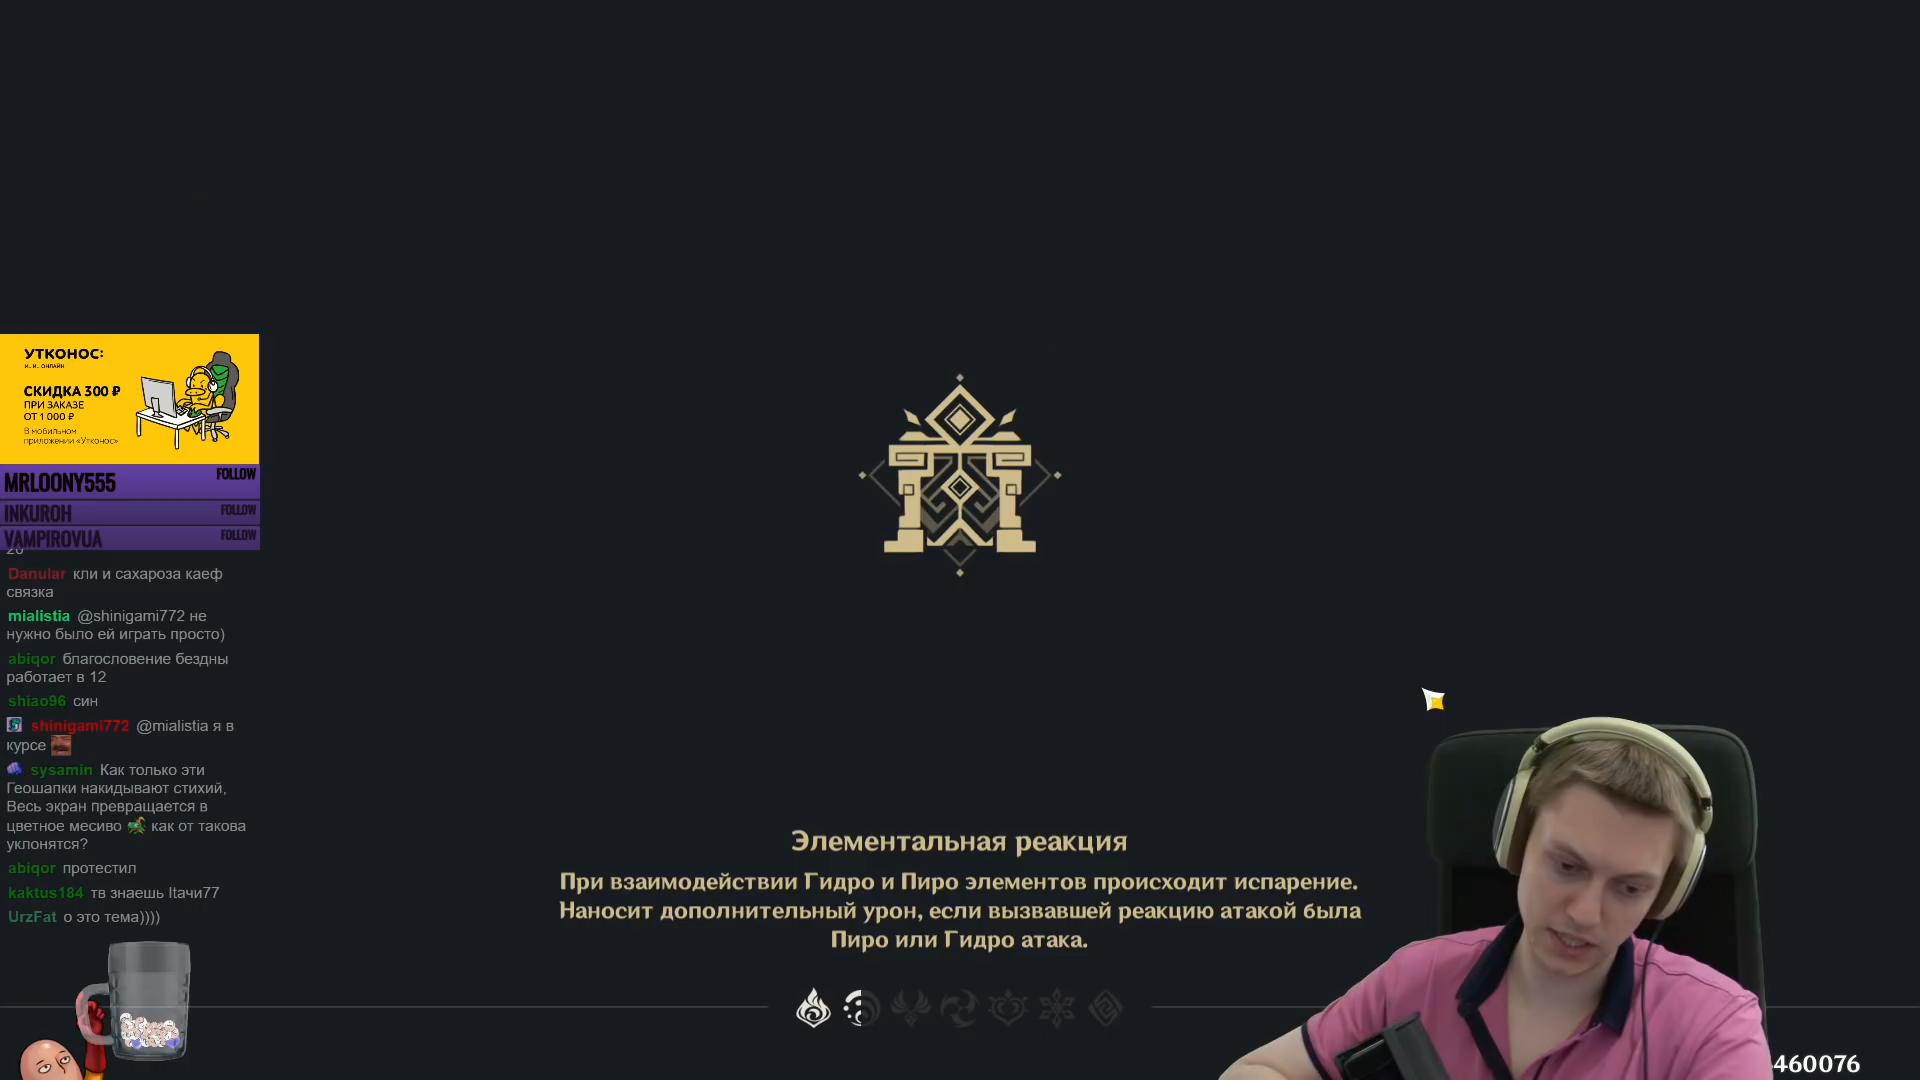 УТКОНОС:
СКИДКА 300 ₽
ПРИ ЗАКАЗЕ
ОТ 1 000 ₽
В мобильном
приложении «Утконос»
MRLOONY555 FOLLOW
INKUROH FOLLOW
VAMPIROVUA FOLLOW
20
Danular кли и сахароза каеф
связка
mialistia @shinigami772 не
нужно было ей играть просто)
abiqor благословение бездны
работает в 12
shiao96 син
shinigami772 @mialistia я в
курсе
sysamin Как только эти
Геошапки накидывают стихий,
Весь экран превращается в
цветное месиво как от такова
уклонятся?
abiqor протестил
kaktus184 тв знаешь Itачи77
UrzFat о это тема))))
Элементальная реакция
При взаимодействии Гидро и Пиро элементов происходит испарение.
Наносит дополнительный урон, если вызвавшей реакцию атакой была
Пиро или Гидро атака.
460076